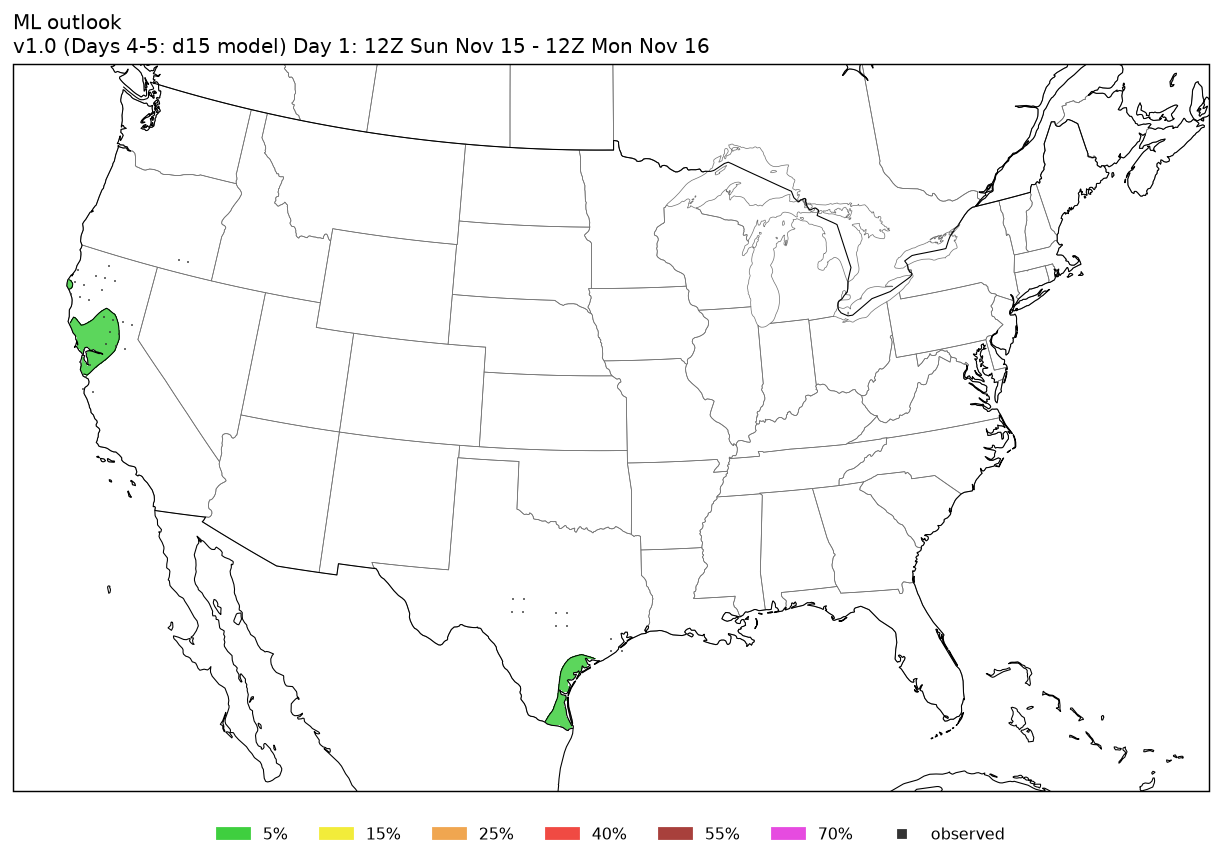 ML outlook
v1.0 (Days 4-5: d15 model) Day 1: 12Z Sun Nov 15 - 12Z Mon Nov 16
5% 15% 25% 40% 55% 70% observed